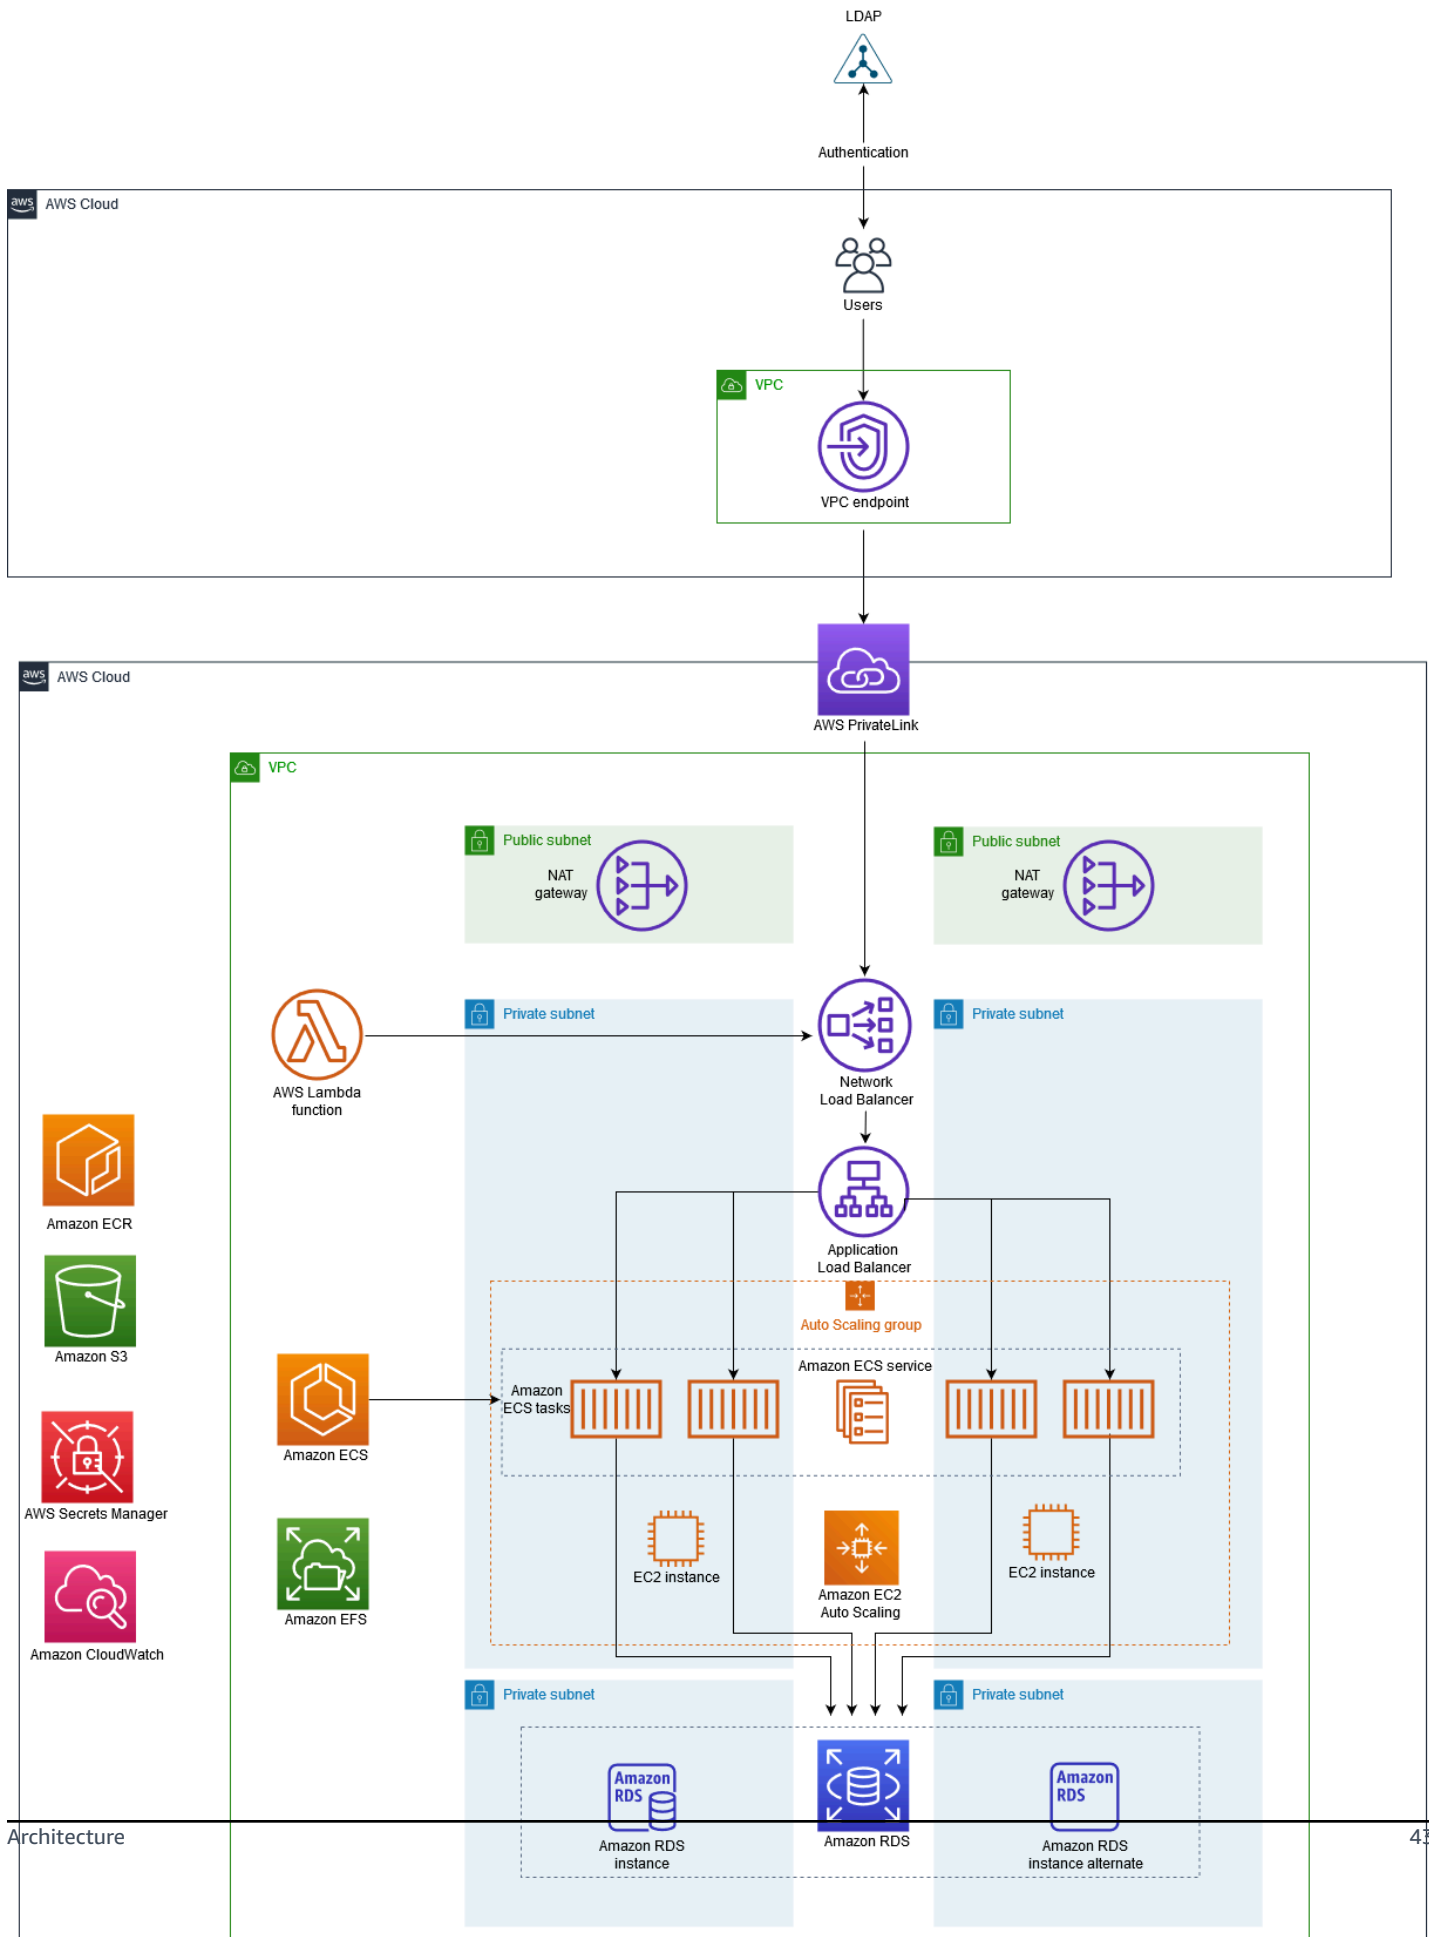 LDAP
Authentication
aws
AWS Cloud
Users
VPC
VPC endpoint
aws
AWS Cloud
AWS PrivateLink
VPC
Public subnet
NAT
gateway
Public subnet
NAT
gateway
Private subnet
Private subnet
AWS Lambda
function
Network
Load Balancer
Amazon ECR
Application
Load Balancer
Auto Scaling group
Amazon S3
Amazon ECS service
Amazon
ECS tasks
Amazon ECS
AWS Secrets Manager
EC2 instance
EC2 instance
Amazon EC2
Auto Scaling
Amazon EFS
Amazon CloudWatch
Private subnet
Private subnet
Amazon
RDS
Amazon
RDS
Architecture
Amazon RDS
43
Amazon RDS
instance
Amazon RDS
instance alternate